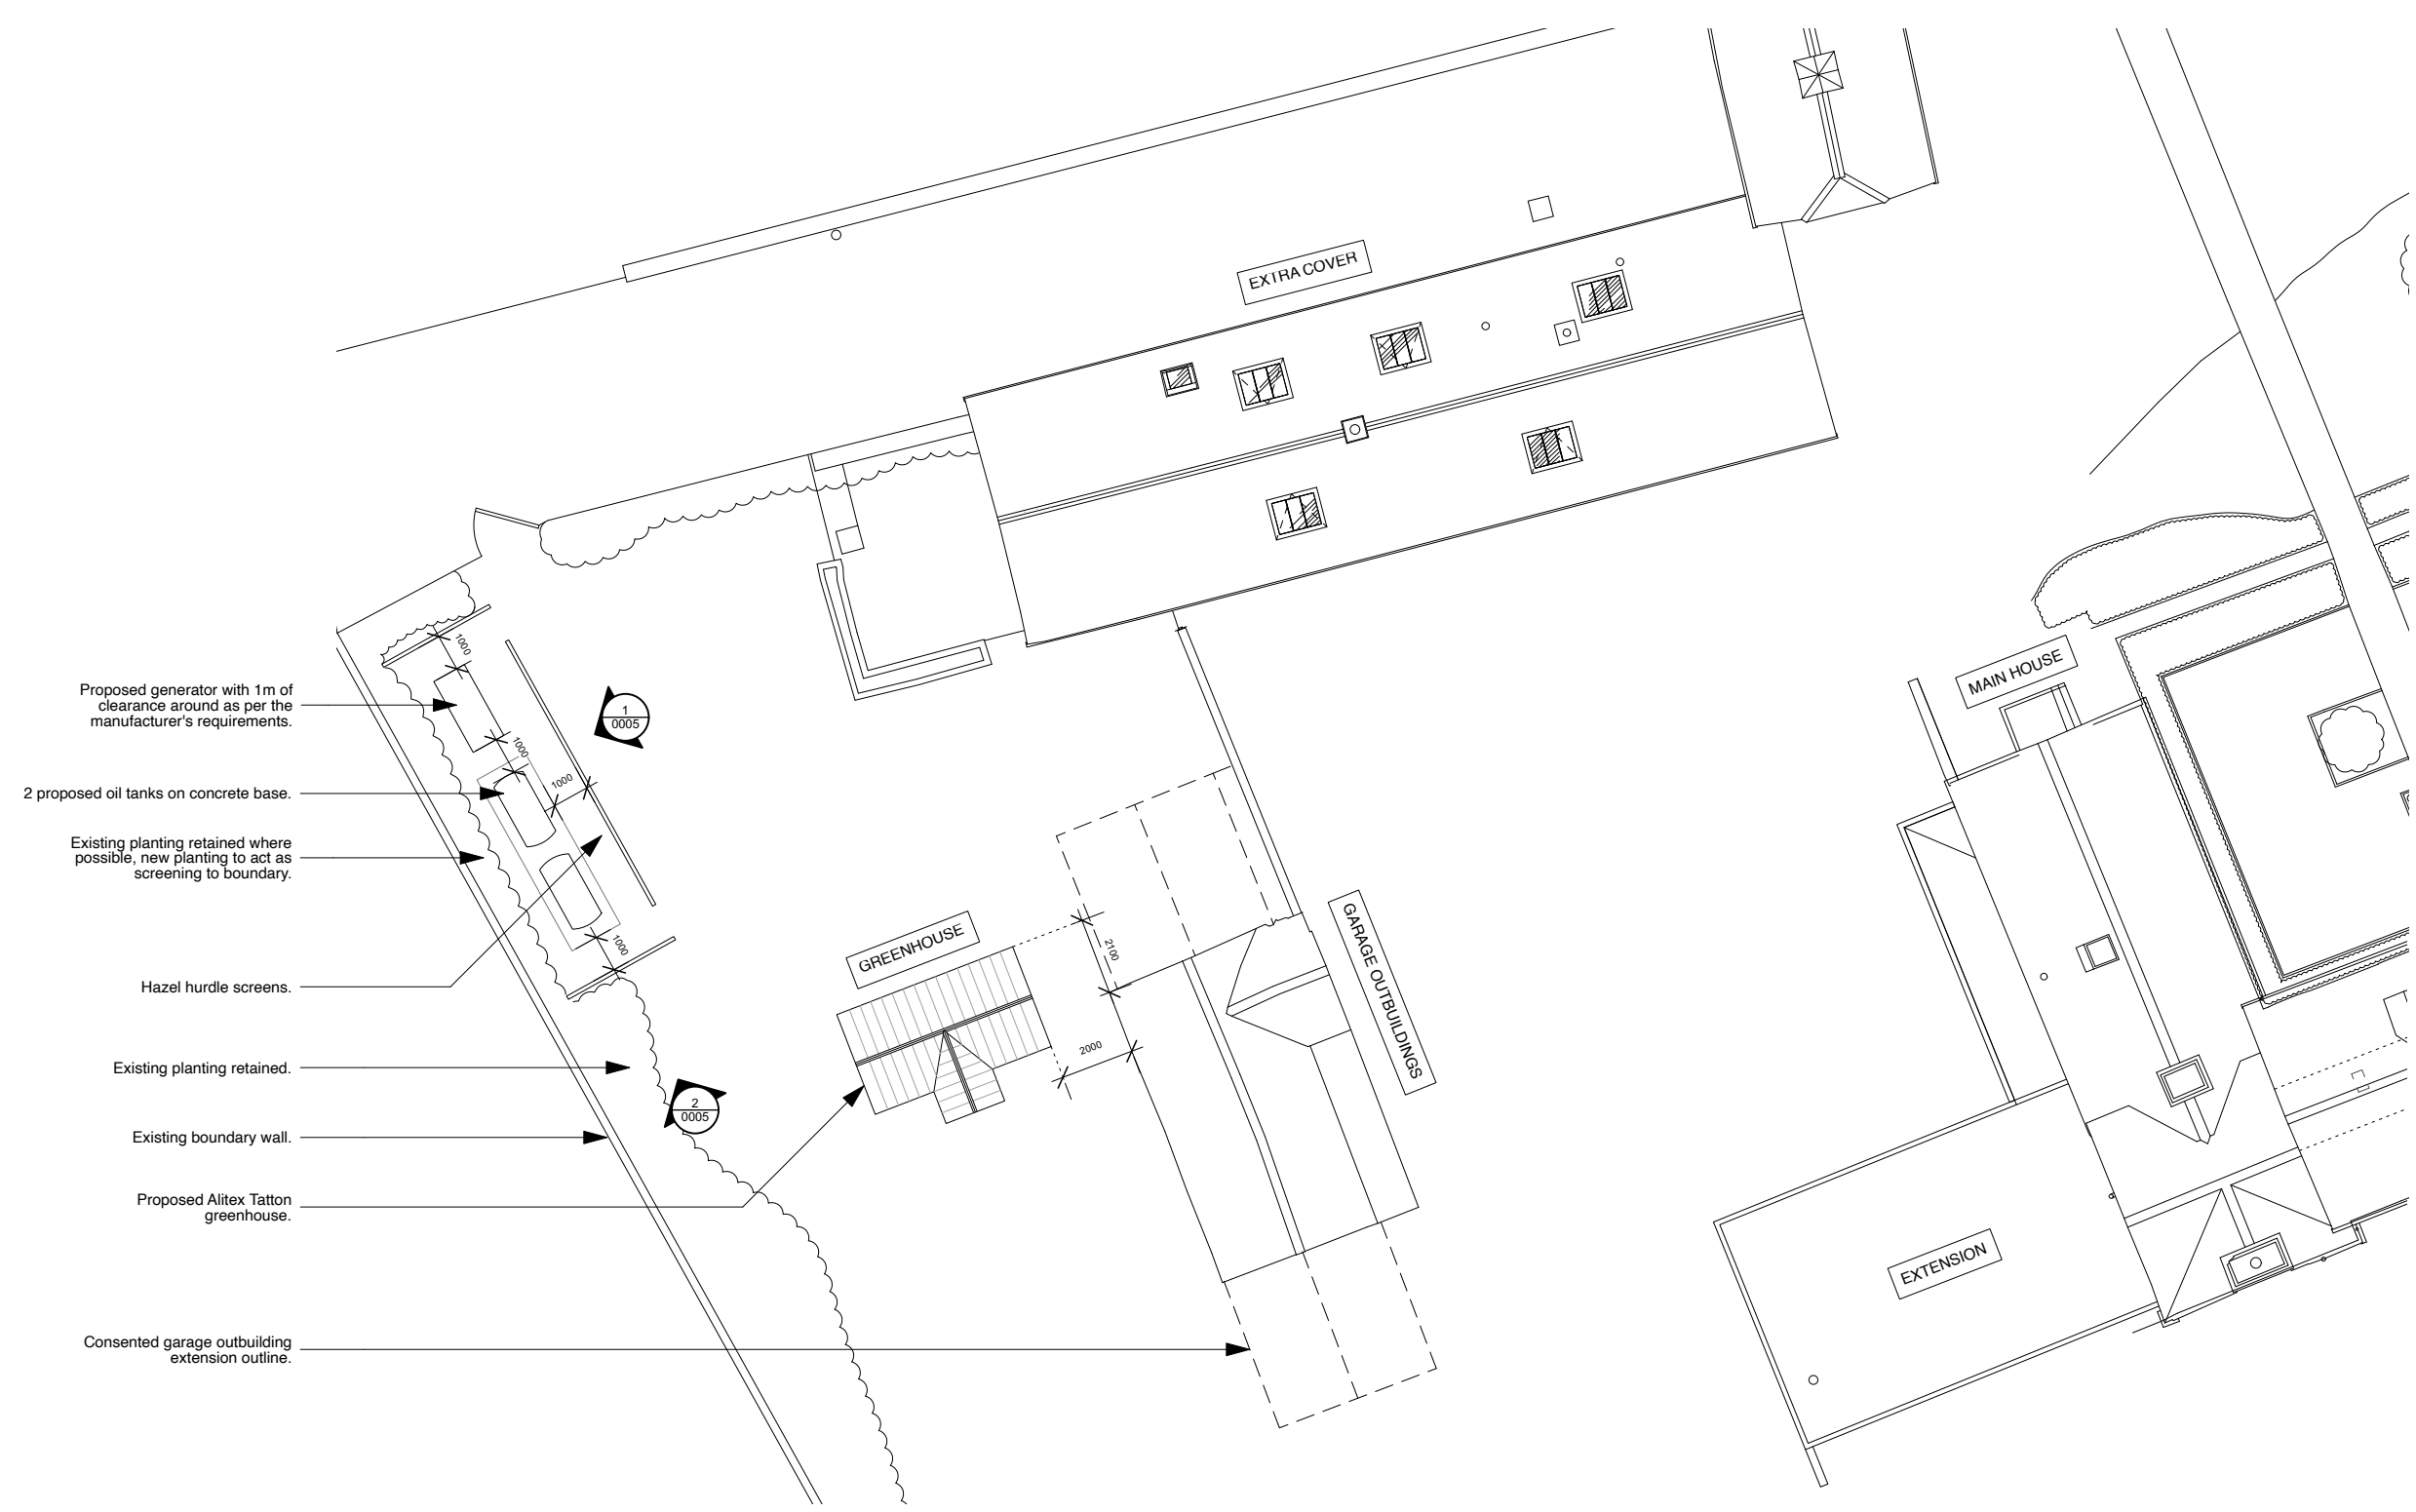 EXTRA COVER
MAIN HOUSE
1000
Proposed generator with 1m of
clearance around as per the
manufacturer's requirements.
1
0005
1000
1000
2 proposed oil tanks on concrete base.
Existing planting retained where
possible, new planting to act as
screening to boundary.
1000
GREENHOUSE
2100
GARAGE OUTBUILDINGS
Hazel hurdle screens.
2000
Existing planting retained.
2
0005
Existing boundary wall.
Proposed Alitex Tatton
greenhouse.
EXTENSION
Consented garage outbuilding
extension outline.